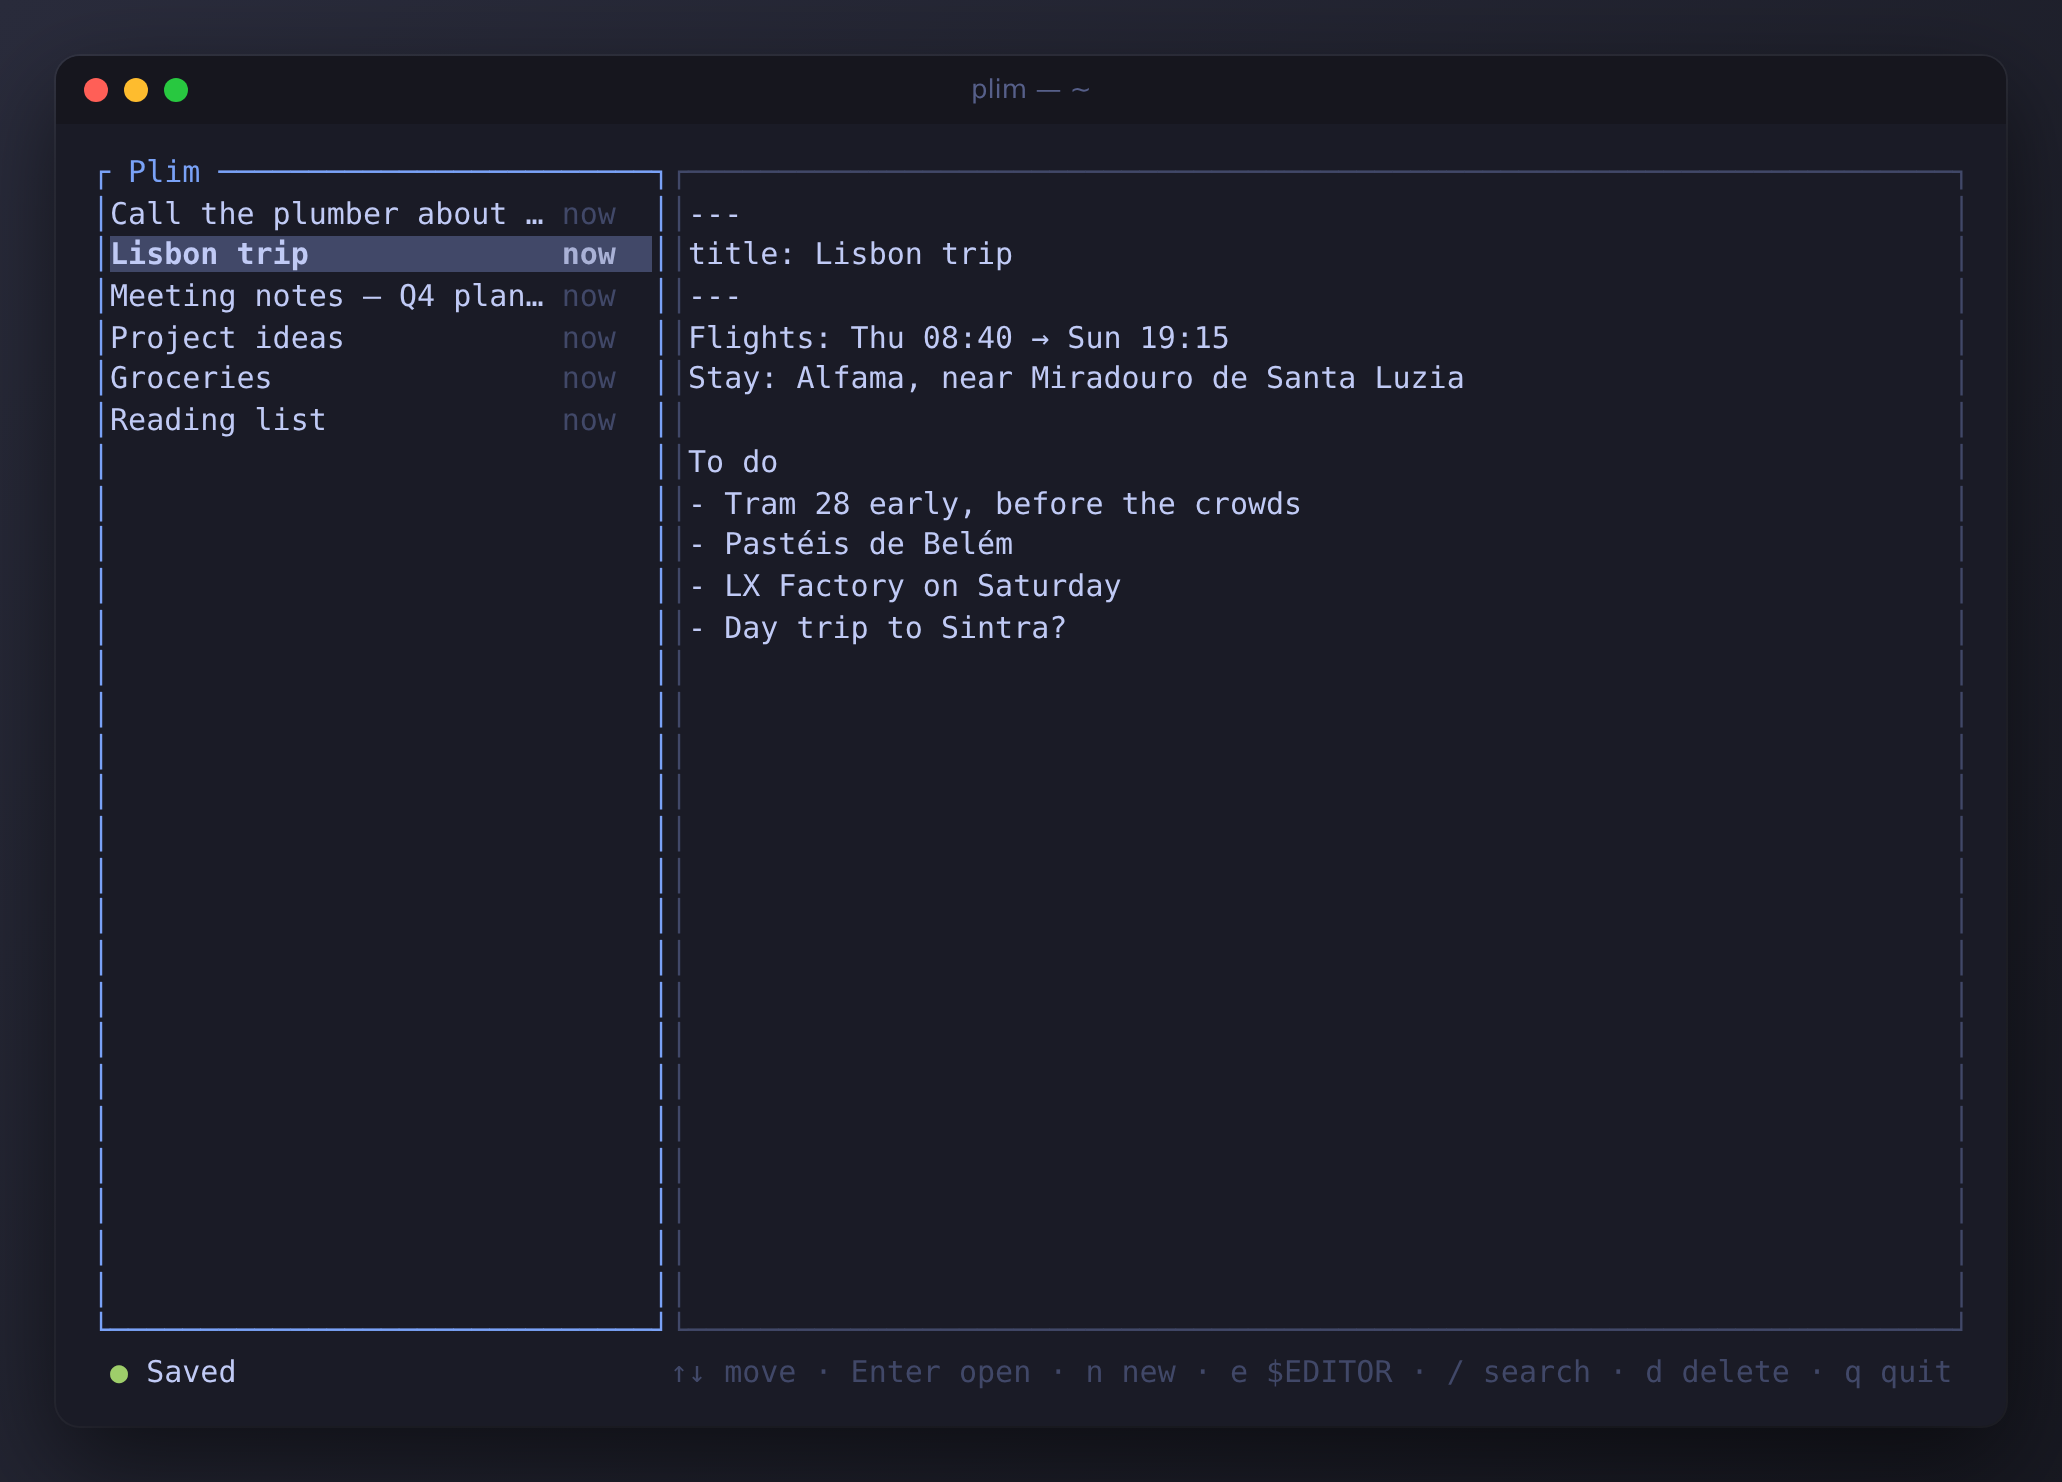 plim — ~
Plim
Call the plumber about … now
Lisbon trip now
Meeting notes — Q4 plan… now
Project ideas now
Groceries now
Reading list now
---
title: Lisbon trip
---
Flights: Thu 08:40 → Sun 19:15
Stay: Alfama, near Miradouro de Santa Luzia
To do
- Tram 28 early, before the crowds
- Pastéis de Belém
- LX Factory on Saturday
- Day trip to Sintra?
● Saved
↑↓ move · Enter open · n new · e $EDITOR · / search · d delete · q quit